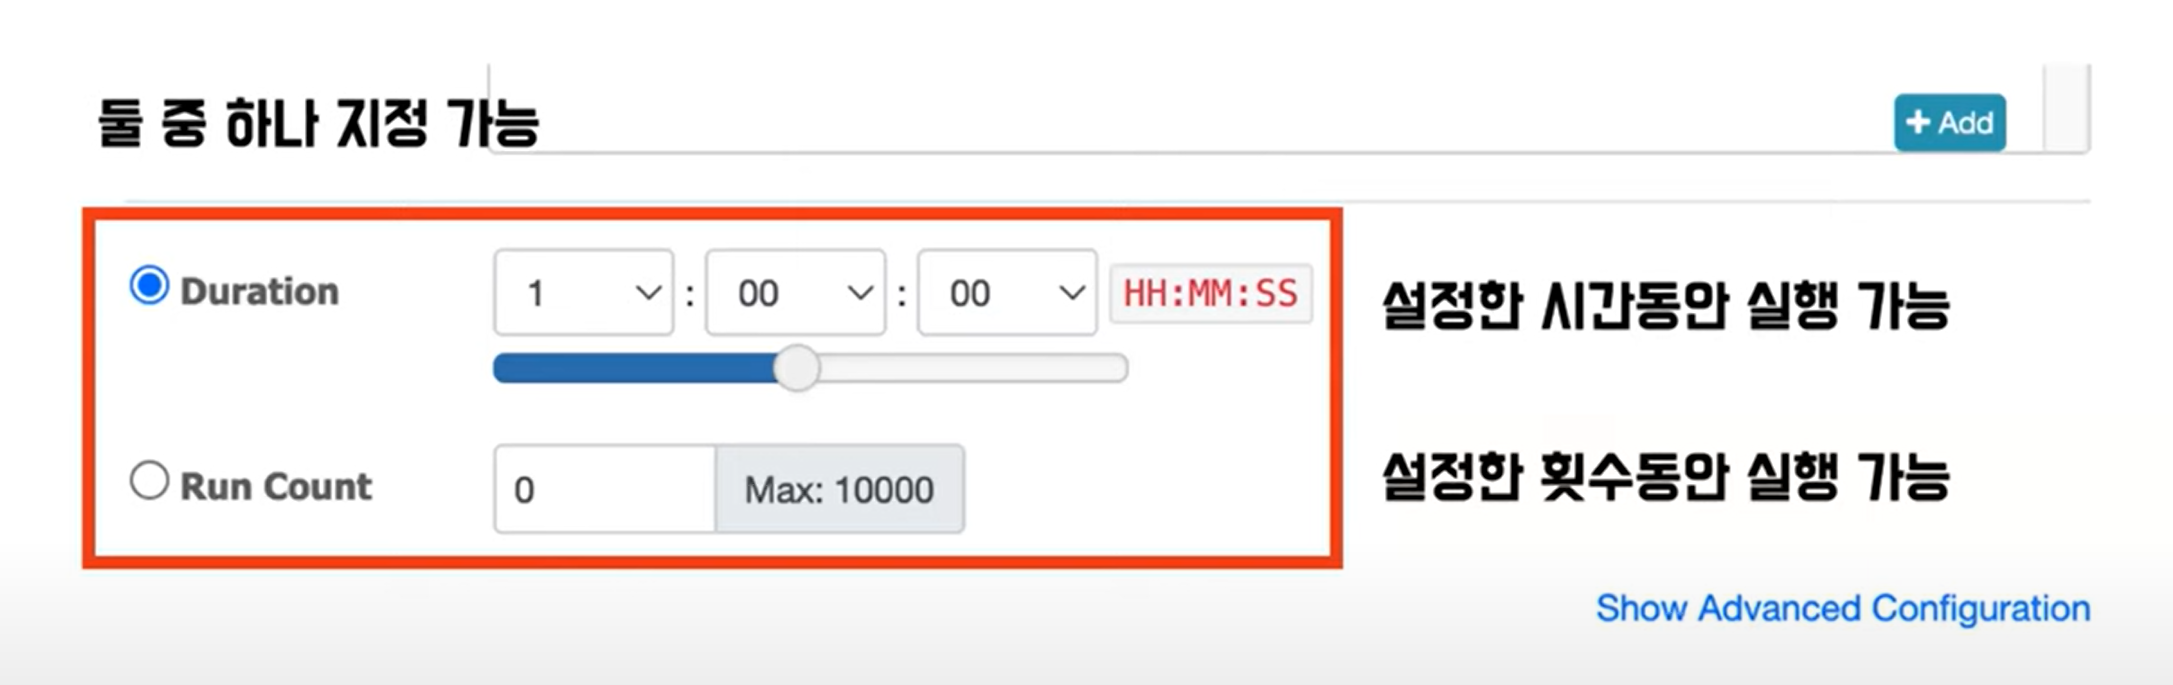 둘 중 하나 지정 가능
+ Add
Duration 1 : 00 : 00 HH:MM:SS
설정한 시간동안 실행 가능
Run Count 0 Max: 10000
설정한 횟수동안 실행 가능
Show Advanced Configuration